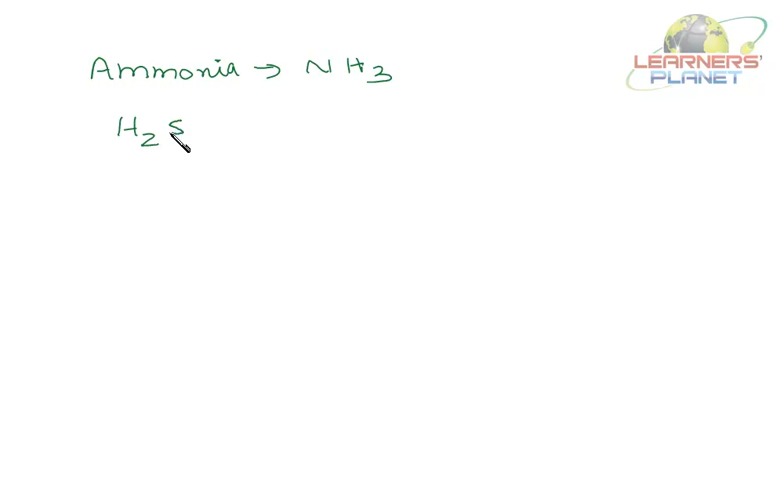 LEARNERS'
PLANET
Ammonia → NH3
H2S